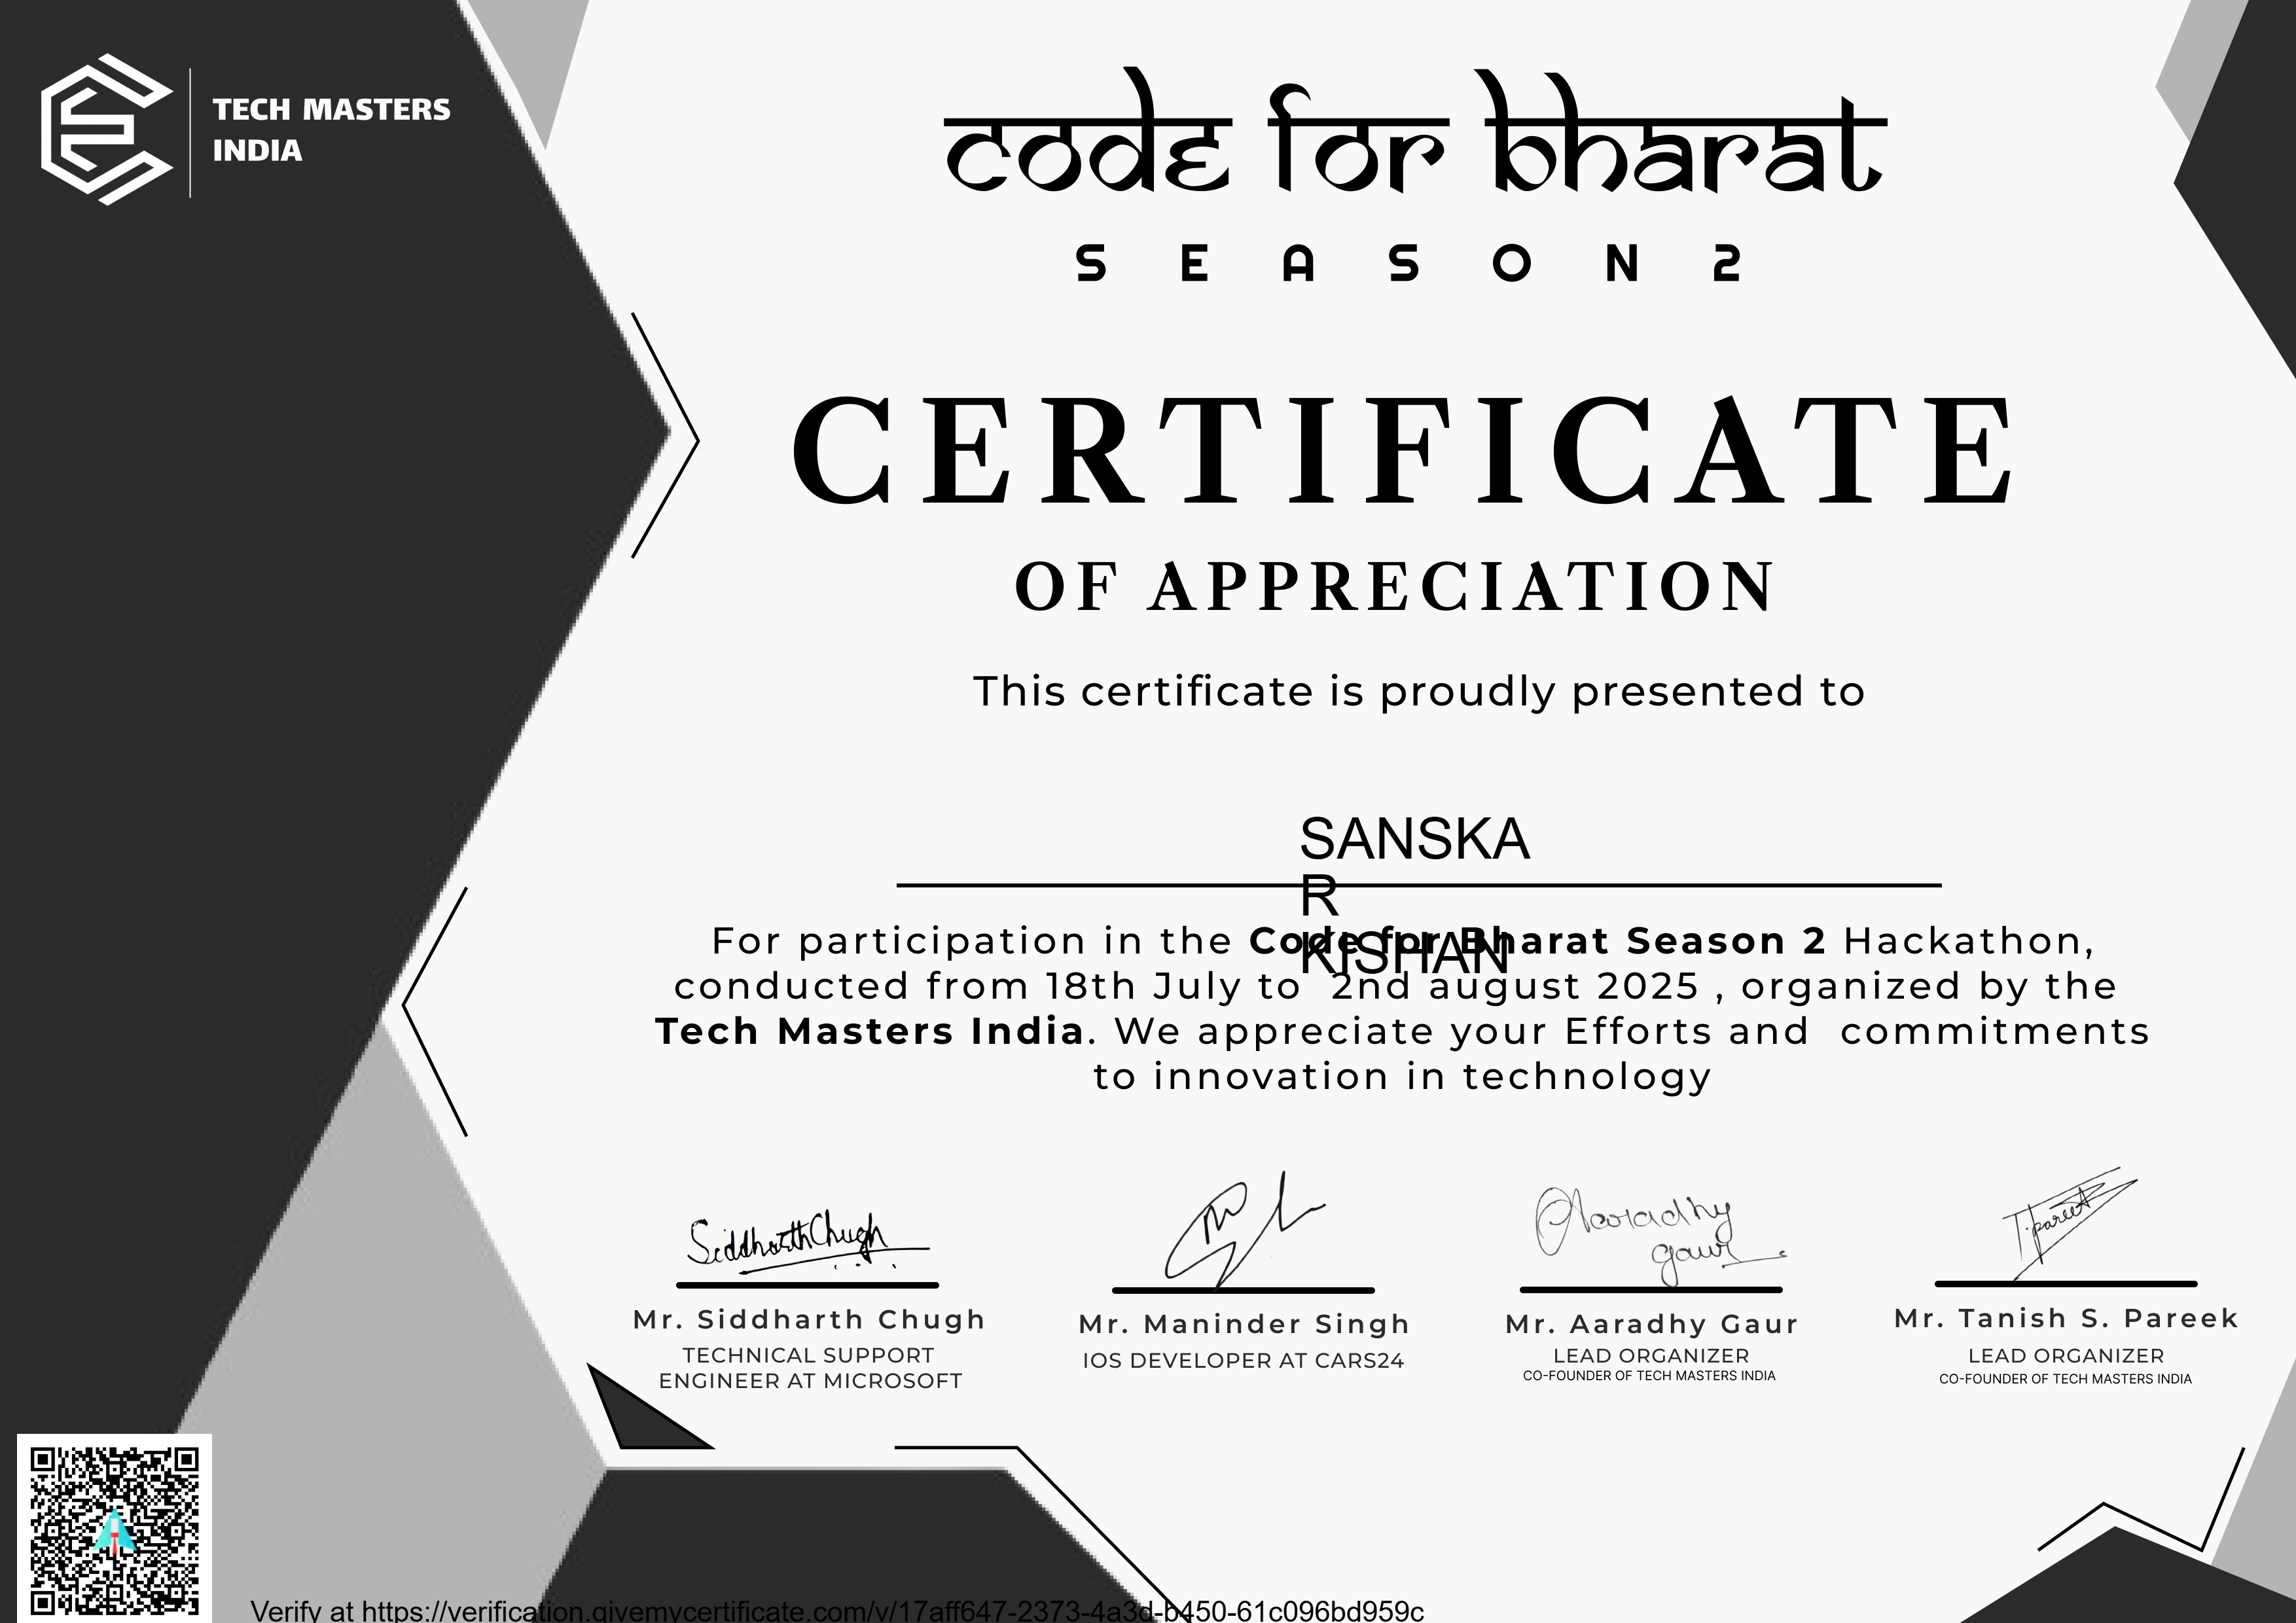 TECH MASTERS
INDIA
code for bharat
SEASON2
CERTIFICATE
OF APPRECIATION
This certificate is proudly presented to
SANSKA
R
KISHAN
For participation in the Code for Bharat Season 2 Hackathon,
conducted from 18th July to 2nd august 2025 , organized by the
Tech Masters India. We appreciate your Efforts and commitments
to innovation in technology
Siddharth Chugh
Aaradhy
gaur
T.pareek
Mr. Siddharth Chugh
TECHNICAL SUPPORT
ENGINEER AT MICROSOFT
Mr. Maninder Singh
IOS DEVELOPER AT CARS24
Mr. Aaradhy Gaur
LEAD ORGANIZER
CO-FOUNDER OF TECH MASTERS INDIA
Mr. Tanish S. Pareek
LEAD ORGANIZER
CO-FOUNDER OF TECH MASTERS INDIA
Verify at https://verification.givemycertificate.com/v/17aff647-2373-4a3d-b450-61c096bd959c